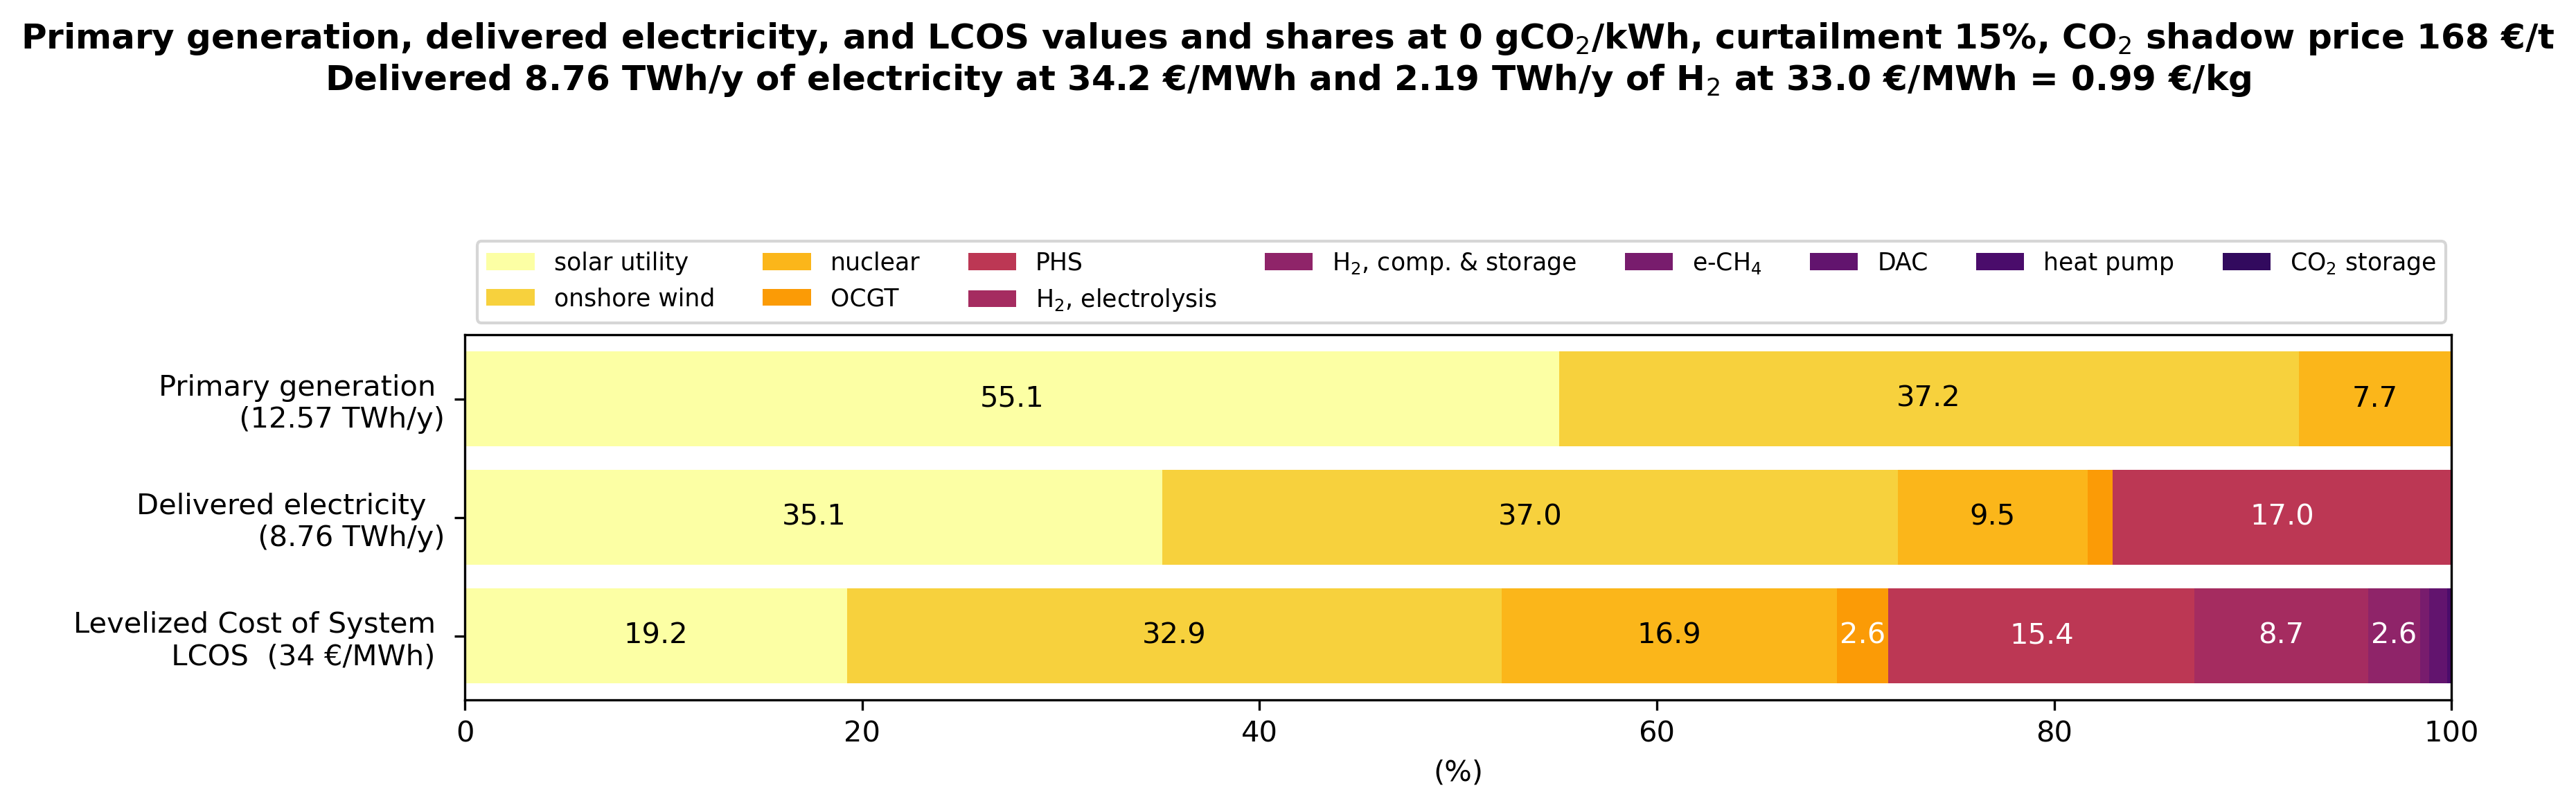 Primary generation, delivered electricity, and LCOS values and shares at 0 gCO₂/kWh, curtailment 15%, CO₂ shadow price 168 €/t
Delivered 8.76 TWh/y of electricity at 34.2 €/MWh and 2.19 TWh/y of H₂ at 33.0 €/MWh = 0.99 €/kg
solar utility nuclear PHS H₂, comp. & storage e-CH₄ DAC heat pump CO₂ storage
onshore wind OCGT H₂, electrolysis
Primary generation
(12.57 TWh/y)
55.1 37.2 7.7
Delivered electricity
(8.76 TWh/y)
35.1 37.0 9.5 17.0
Levelized Cost of System
LCOS (34 €/MWh)
19.2 32.9 16.9 2.6 15.4 8.7 2.6
0 20 40 60 80 100
(%)